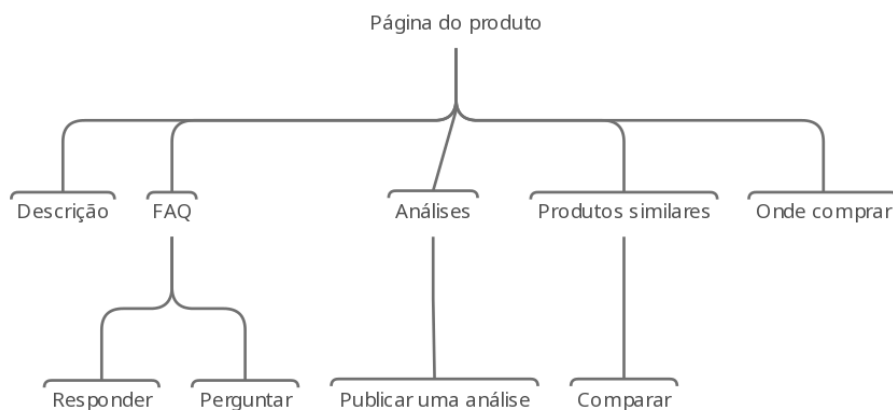 Página do produto
Descrição
FAQ
Análises
Produtos similares
Onde comprar
Responder
Perguntar
Publicar uma análise
Comparar